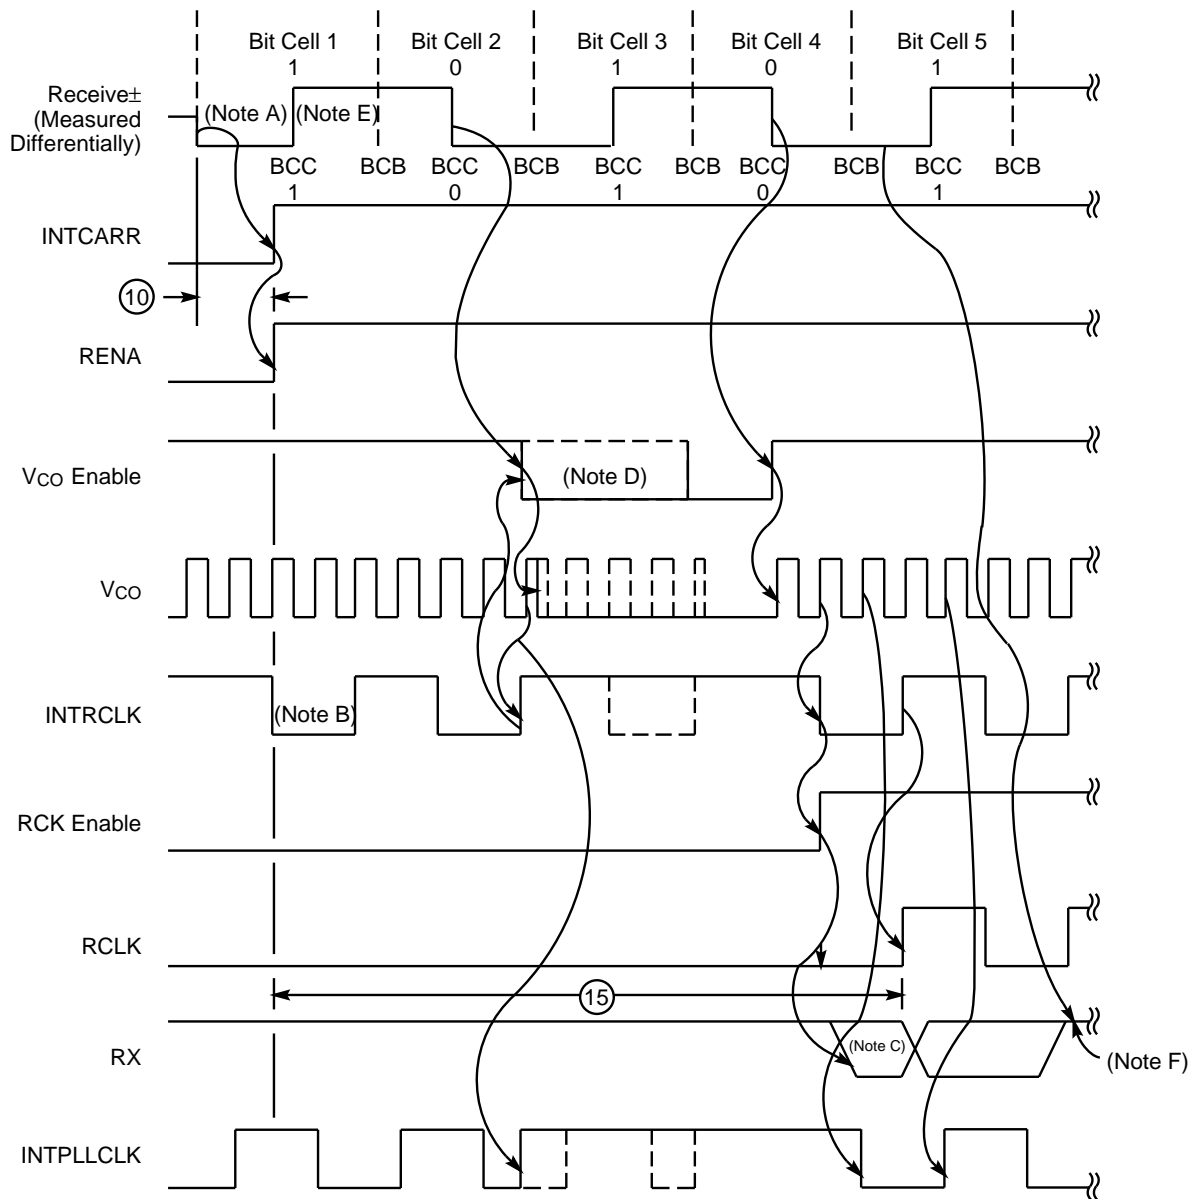 Bit Cell 1 Bit Cell 2 Bit Cell 3 Bit Cell 4 Bit Cell 5
1 0 1 0 1
Receive±
(Measured
Differentially)
(Note A) (Note E)
BCC BCB BCC BCB BCC BCB BCC BCB BCC BCB
1 0 1 0 1
INTCARR
10
RENA
VCO Enable
(Note D)
VCO
INTRCLK
(Note B)
RCK Enable
RCLK
15
RX
(Note C)
(Note F)
INTPLLCLK